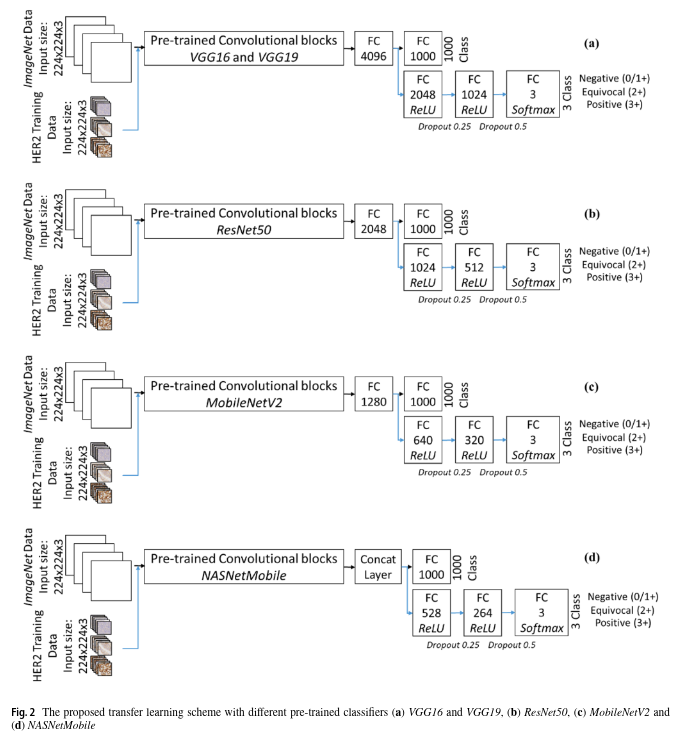 ImageNet Data
Input size:
224x224x3
HER2 Training
Data
Input size:
224x224x3
Pre-trained Convolutional blocks
VGG16 and VGG19
FC
4096
FC
1000
1000
Class
(a)
FC
2048
ReLU
FC
1024
ReLU
FC
3
Softmax
3 Class
Negative (0/1+)
Equivocal (2+)
Positive (3+)
Dropout 0.25 Dropout 0.5
ImageNet Data
Input size:
224x224x3
HER2 Training
Data
Input size:
224x224x3
Pre-trained Convolutional blocks
ResNet50
FC
2048
FC
1000
1000
Class
(b)
FC
1024
ReLU
FC
512
ReLU
FC
3
Softmax
3 Class
Negative (0/1+)
Equivocal (2+)
Positive (3+)
Dropout 0.25 Dropout 0.5
ImageNet Data
Input size:
224x224x3
HER2 Training
Data
Input size:
224x224x3
Pre-trained Convolutional blocks
MobileNetV2
FC
1280
FC
1000
1000
Class
(c)
FC
640
ReLU
FC
320
ReLU
FC
3
Softmax
3 Class
Negative (0/1+)
Equivocal (2+)
Positive (3+)
Dropout 0.25 Dropout 0.5
ImageNet Data
Input size:
224x224x3
HER2 Training
Data
Input size:
224x224x3
Pre-trained Convolutional blocks
NASNetMobile
Concat
Layer
FC
1000
1000
Class
(d)
FC
528
ReLU
FC
264
ReLU
FC
3
Softmax
3 Class
Negative (0/1+)
Equivocal (2+)
Positive (3+)
Dropout 0.25 Dropout 0.5
Fig. 2 The proposed transfer learning scheme with different pre-trained classifiers (a) VGG16 and VGG19, (b) ResNet50, (c) MobileNetV2 and
(d) NASNetMobile